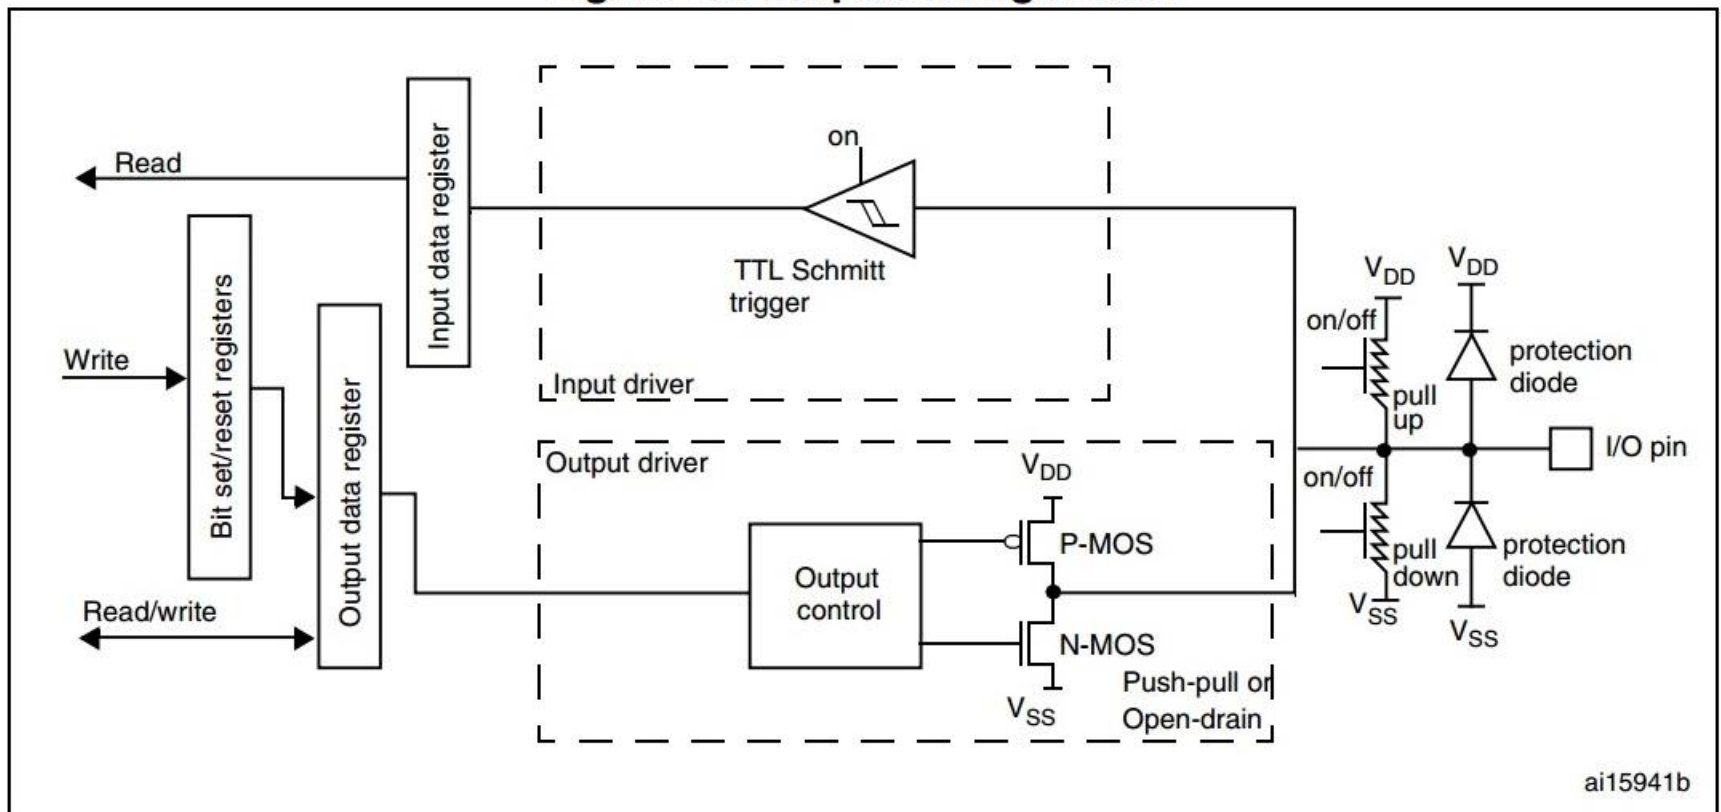 on
Read
Input data register
TTL Schmitt
trigger
Input driver
Write
Bit set/reset registers
Output data register
Read/write
Output driver
VDD
P-MOS
Output
control
N-MOS
VSS
Push-pull or
Open-drain
VDD
VDD
on/off
pull
up
protection
diode
I/O pin
on/off
pull
down
protection
diode
VSS
VSS
ai15941b